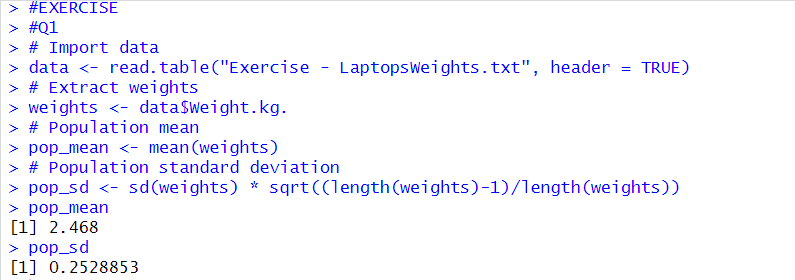 > #EXERCISE
> #Q1
> # Import data
> data <- read.table("Exercise - LaptopsWeights.txt", header = TRUE)
> # Extract weights
> weights <- data$Weight.kg.
> # Population mean
> pop_mean <- mean(weights)
> # Population standard deviation
> pop_sd <- sd(weights) * sqrt((length(weights)-1)/length(weights))
> pop_mean
[1] 2.468
> pop_sd
[1] 0.2528853